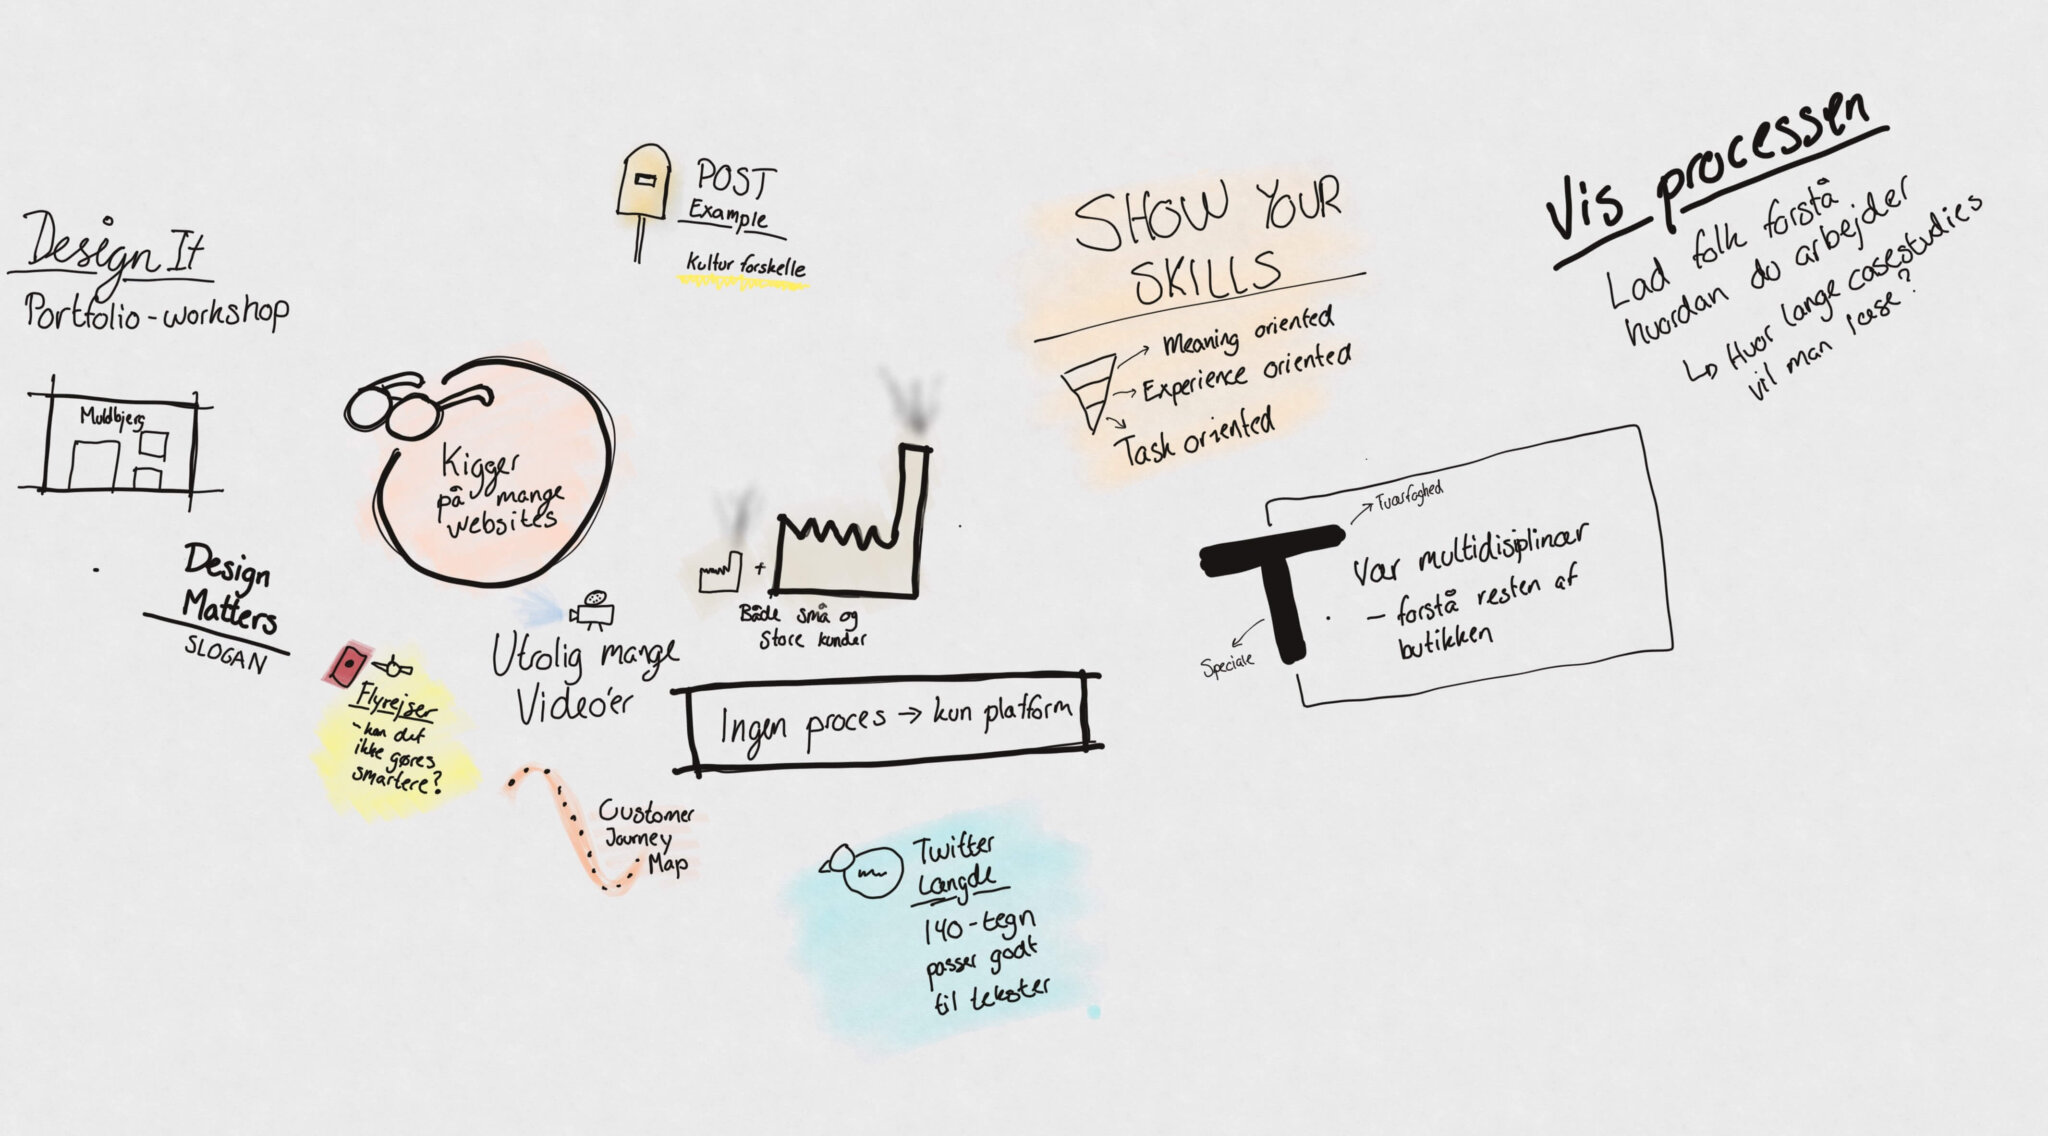 Design It
Portfolio-workshop
Muldbjerg
Design
Matters
SLOGAN
Kigger
på mange
websites
POST
Example
Kultur forskelle
Flyrejser
- kan det
ikke gøres
smartere?
Utrolig mange
Videoer
Customer
Journey
Map
+
Både små og
Store kunder
Ingen proces → kun platform
Twitter
Længde
140-tegn
passer godt
til tekster
SHOW YOUR
SKILLS
→ Meaning oriented
→ Experience oriented
Task oriented
T
Tværfaghed
Speciale
Vær multidisiplinær
- forstå resten af
butikken
Vis processen
Lad folk forstå
hvordan du arbejder
↳ Hvor lange casestudies
vil man læse?